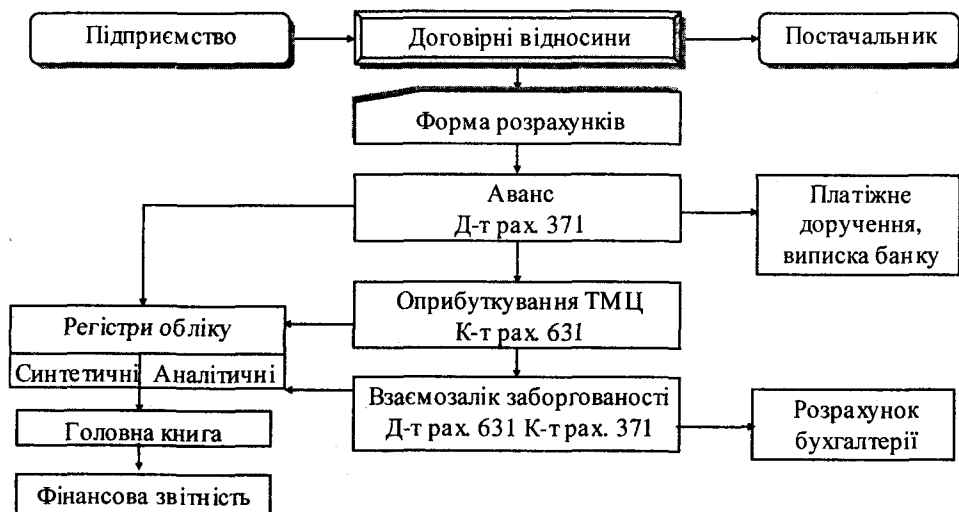 Підприємство
Договірні відносини
Постачальник
Форма розрахунків
Аванс
Д-т рах. 371
Платіжне
доручення,
виписка банку
Оприбуткування ТМЦ
К-т рах. 631
Регістри обліку
Синтетичні Аналітичні
Взаємозалік заборгованості
Д-т рах. 631 К-т рах. 371
Розрахунок
бухгалтерії
Головна книга
Фінансова звітність